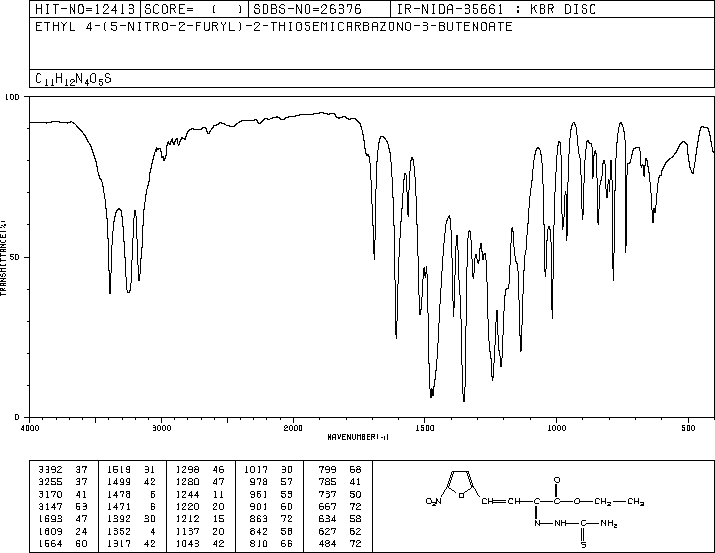 HIT-NO=12413 SCORE= ( ) SDBS-NO=26376 IR-NIDA-35661 : KBR DISC
ETHYL 4-(5-NITRO-2-FURYL)-2-THIOSEMICARBAZONO-3-BUTENOATE
C11H12N4O5S
100
TRANSMITTANCE(%)
50
0
4000 3000 2000 1500 1000 500
WAVENUMBER(-1)
3392 37 1519 31 1298 46 1017 30 799 68
3255 37 1499 42 1280 47 978 57 785 41
3170 41 1478 6 1244 11 961 59 737 50
3147 63 1471 6 1220 20 901 60 667 72
1693 47 1392 30 1212 15 863 72 634 58
1609 24 1352 4 1137 20 842 58 627 62
1564 60 1317 42 1043 42 810 66 484 72
O2N O CH=CH-C-C-O-CH2-CH3
O
N-NH-C-NH2
S